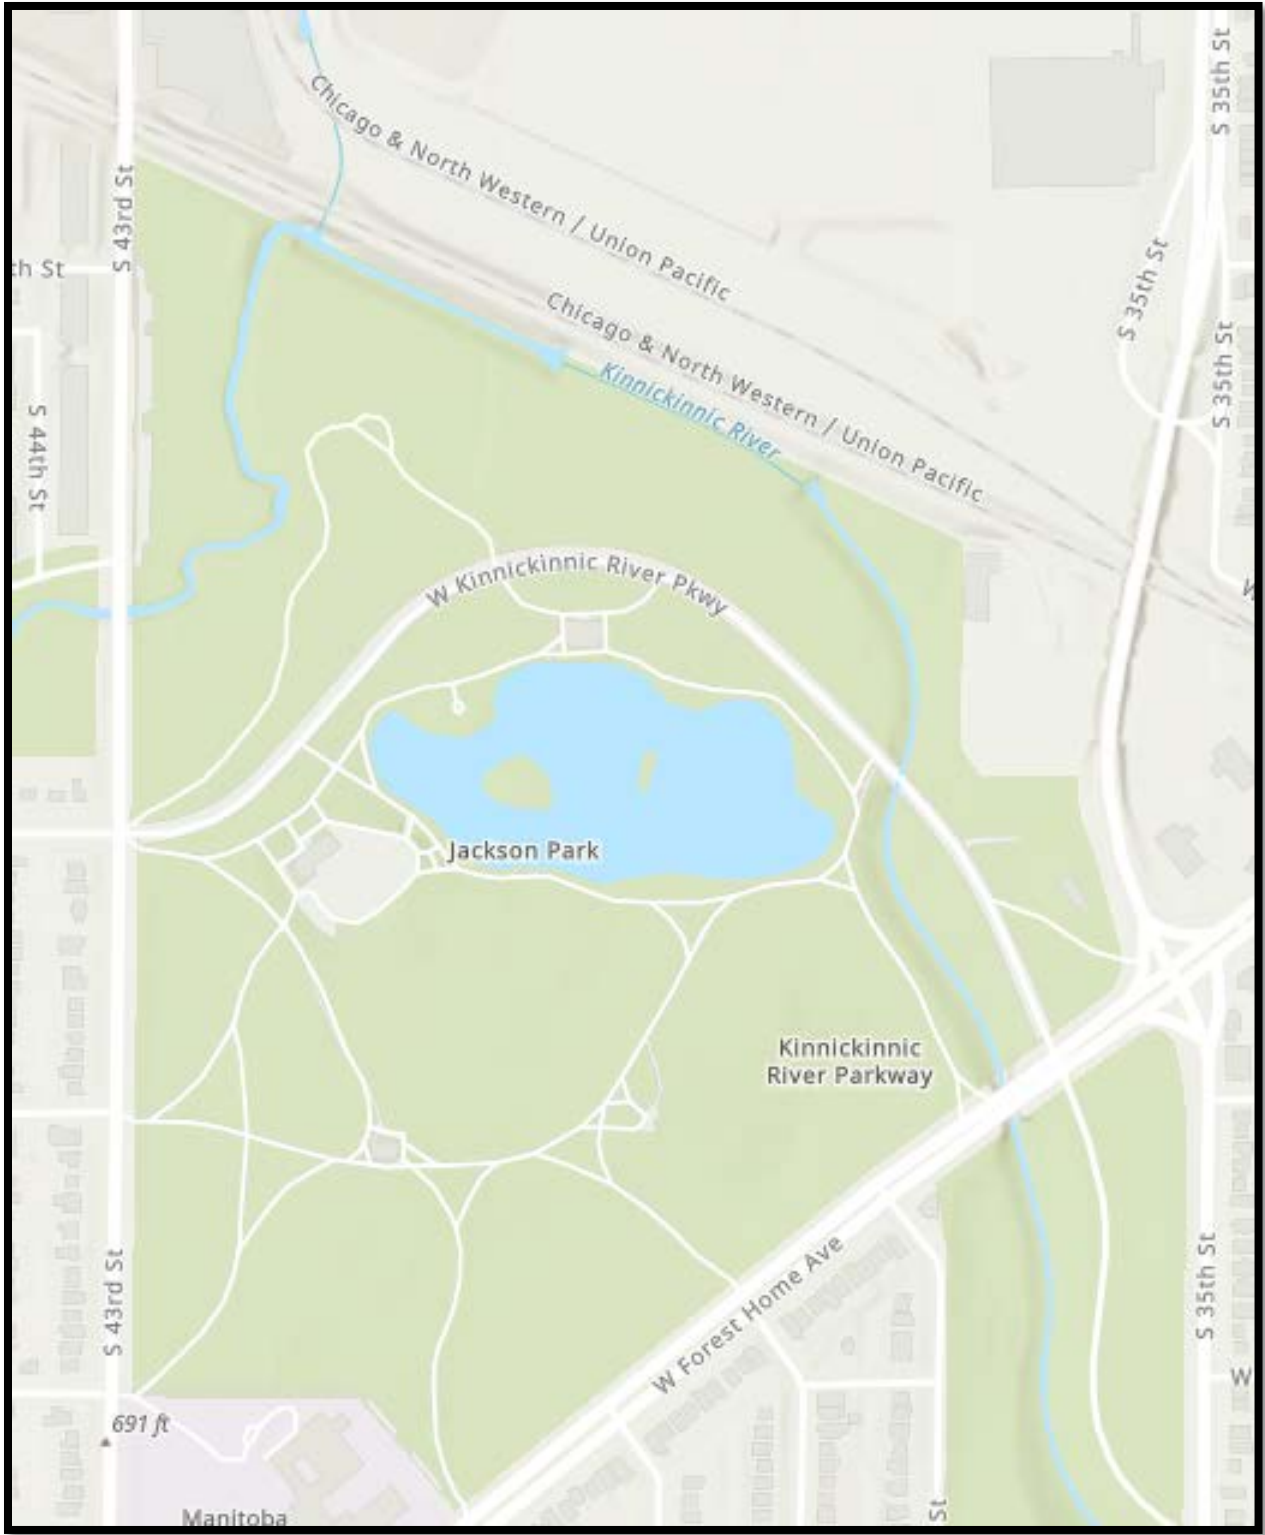 S 35th St
Chicago & North Western / Union Pacific
S 43rd St
th St
S 35th St
Chicago & North Western / Union Pacific
Kinnickinnic River
S 35th St
S 44th St
W Kinnickinnic River Pkwy
Jackson Park
Kinnickinnic
River Parkway
S 43rd St
W Forest Home Ave
S 35th St
W
691 ft
St
Manitoba